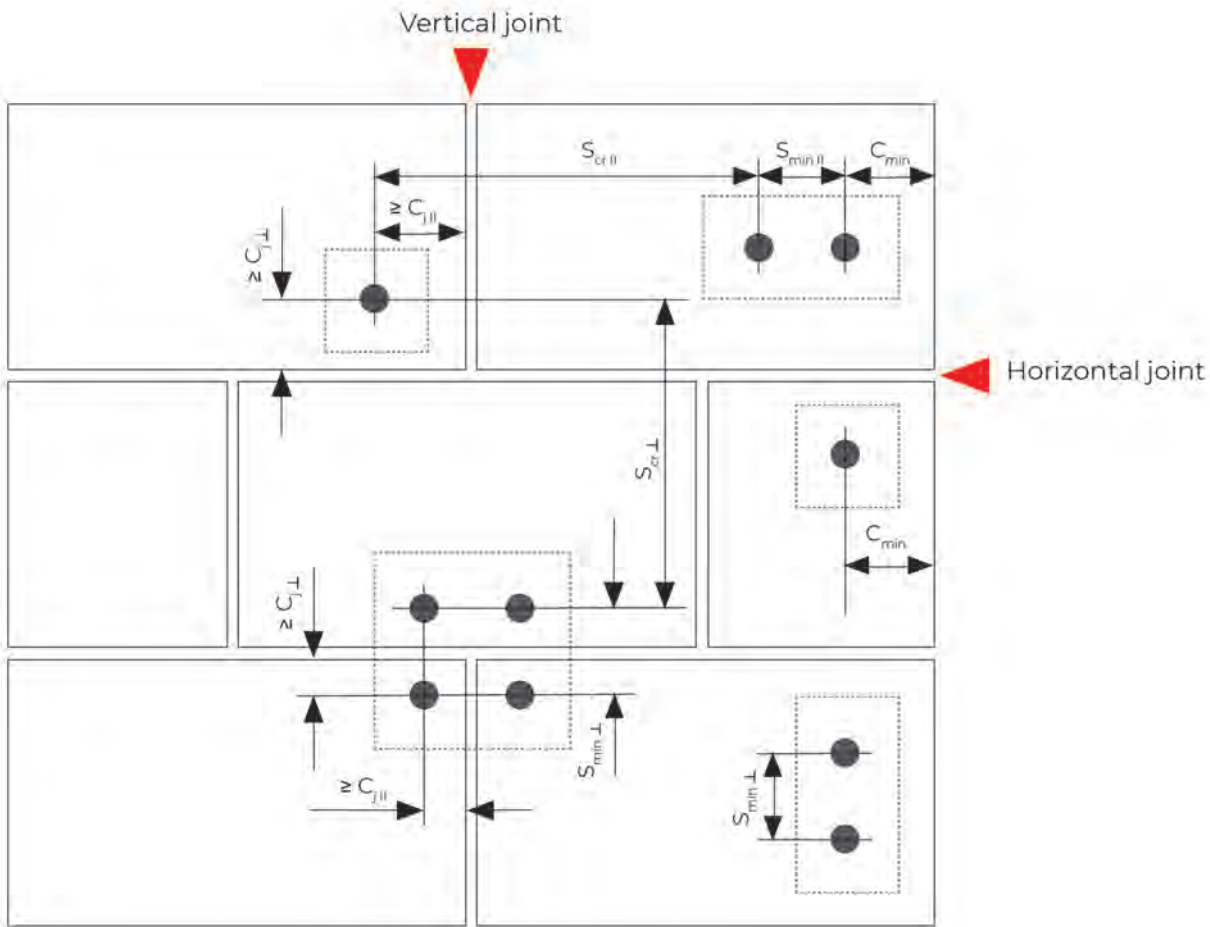 Vertical joint
S cr II
S min II
C min
≥ C j II
≥ C j ⊥
Horizontal joint
S cr ⊥
C min
≥ C j ⊥
S min ⊥
≥ C j II
S min ⊥